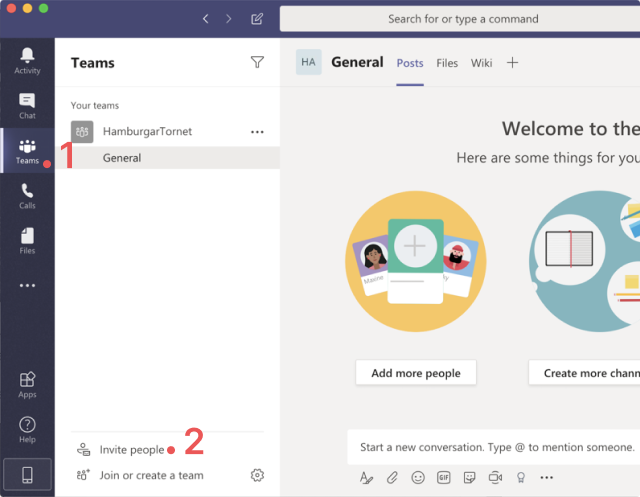 Search for or type a command
Activity
Chat
Teams
Calls
Files
Apps
Help
1
Teams
Your teams
HamburgarTornet
General
Invite people
2
Join or create a team
HA
General
Posts
Files
Wiki
Welcome to the
Here are some things for you
Maxine
Add more people
Create more chann
Start a new conversation. Type @ to mention someone.
GIF